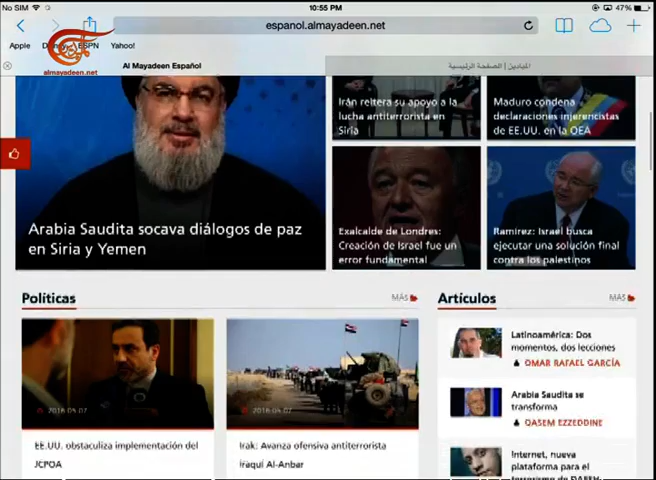 No SIM
10:55 PM
47%
espanol.almayadeen.net
Apple
Disney
ESPN
Yahoo!
almayadeen.net
Al Mayadeen Español
الميادين | الصفحة الرئيسية
Arabia Saudita socava diálogos de paz
en Siria y Yemen
Irán reitera su apoyo a la
lucha antiterrorista en
Siria
Maduro condena
declaraciones injerencistas
de EE.UU. en la OEA
Exalcalde de Londres:
Creación de Israel fue un
error fundamental
Ramírez: Israel busca
ejecutar una solución final
contra los palestinos
Políticas
MÁS
2016.05.07
EE.UU. obstaculiza implementación del
JCPOA
2016.05.07
Irak: Avanza ofensiva antiterrorista
iraquí Al-Anbar
Artículos
MÁS
Latinoamérica: Dos
momentos, dos lecciones
OMAR RAFAEL GARCÍA
Arabia Saudita se
transforma
QASEM EZZEDDINE
Internet, nueva
plataforma para el
terrorismo de DAESH